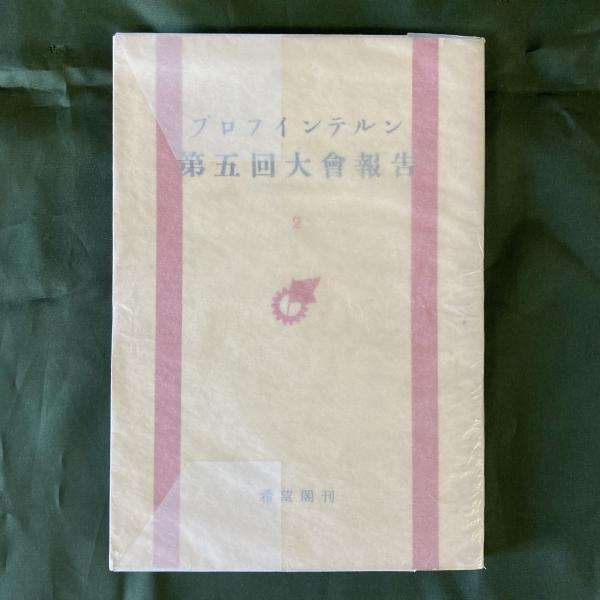 プロフインテルン
第五回大會報告
2
希望閣刊